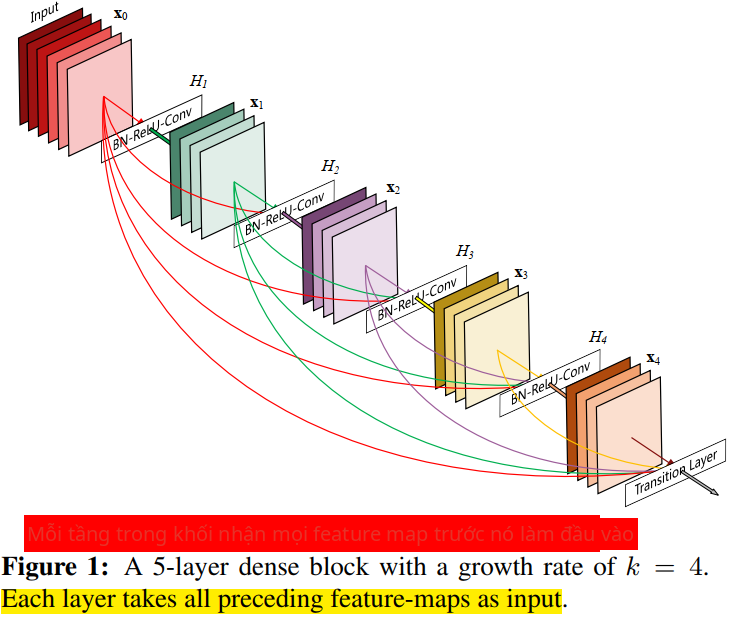 Input
x0
H1
BN-ReLU-Conv
x1
H2
BN-ReLU-Conv
x2
H3
BN-ReLU-Conv
x3
H4
BN-ReLU-Conv
x4
Transition Layer
Mỗi tầng trong khối nhận mọi feature map trước nó làm đầu vào
Figure 1: A 5-layer dense block with a growth rate of k = 4.
Each layer takes all preceding feature-maps as input.